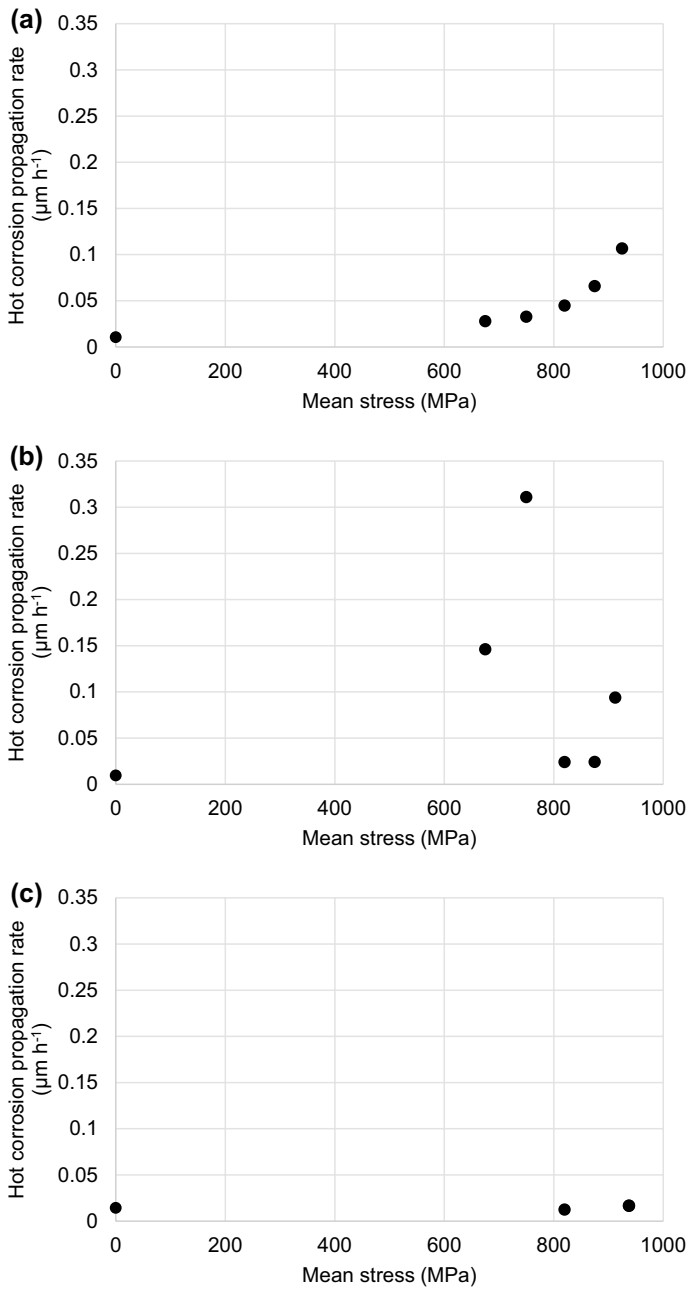 (a)
Hot corrosion propagation rate
(µm h-1)
0.35
0.3
0.25
0.2
0.15
0.1
0.05
0
0 200 400 600 800 1000
Mean stress (MPa)
(b)
Hot corrosion propagation rate
(µm h-1)
0.35
0.3
0.25
0.2
0.15
0.1
0.05
0
0 200 400 600 800 1000
Mean stress (MPa)
(c)
Hot corrosion propagation rate
(µm h-1)
0.35
0.3
0.25
0.2
0.15
0.1
0.05
0
0 200 400 600 800 1000
Mean stress (MPa)